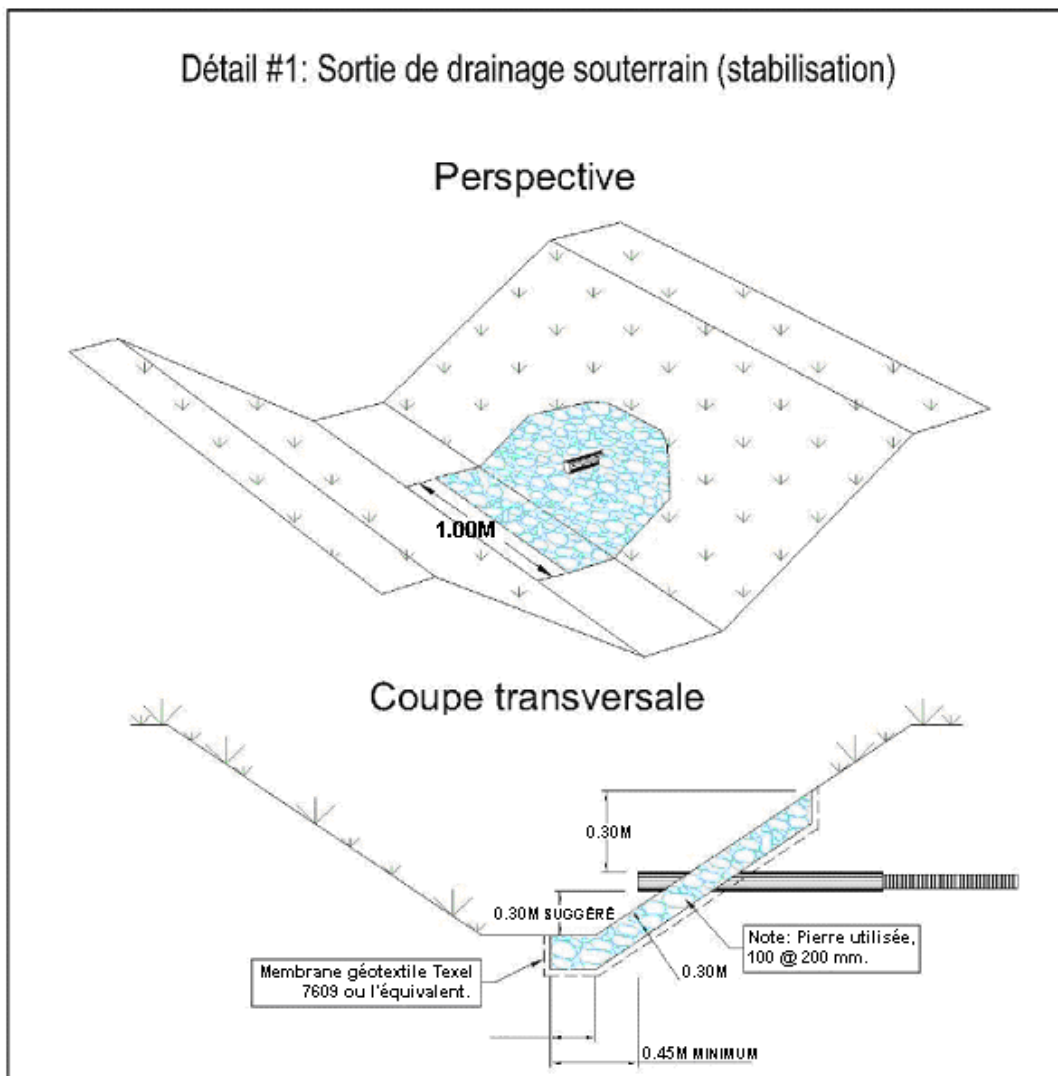 Détail #1: Sortie de drainage souterrain (stabilisation)
Perspective
1.00M
Coupe transversale
0.30M
0.30M SUGGÉRÉ
Note: Pierre utilisée,
100 @ 200 mm.
Membrane géotextile Texel
7609 ou l'équivalent.
0.30M
0.45M MINIMUM